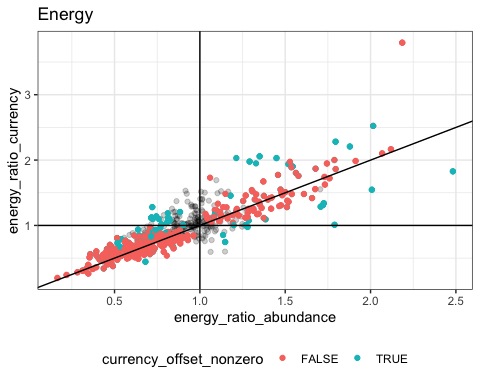 Energy
energy_ratio_currency
3
2
1
0.5 1.0 1.5 2.0 2.5
energy_ratio_abundance
currency_offset_nonzero FALSE TRUE